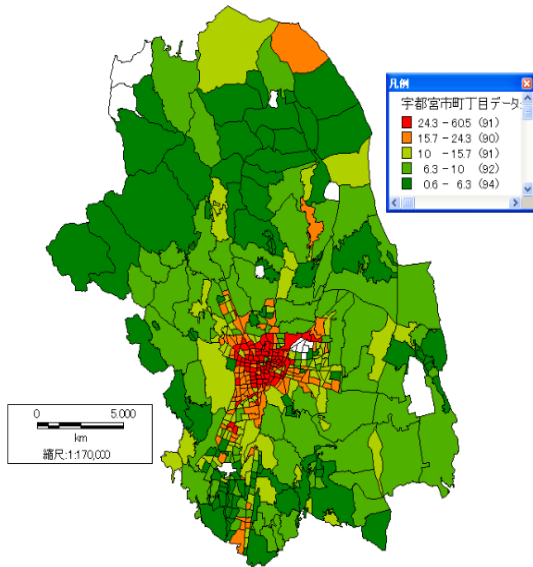 凡例
宇都宮市町丁目データ:
24.3 - 60.5 (91)
15.7 - 24.3 (90)
10 - 15.7 (91)
6.3 - 10 (92)
0.6 - 6.3 (94)
0 5.000
km
縮尺:1:170,000